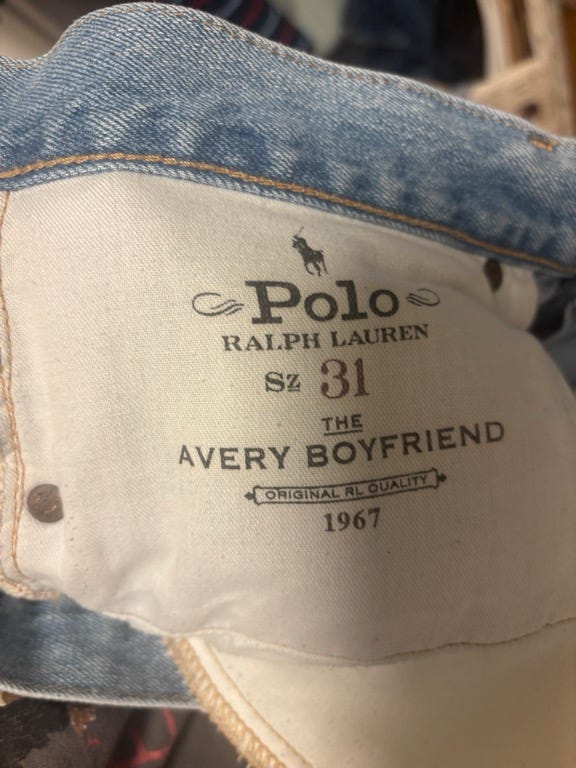 Polo
RALPH LAUREN
Sz 31
THE
AVERY BOYFRIEND
ORIGINAL RL QUALITY
1967